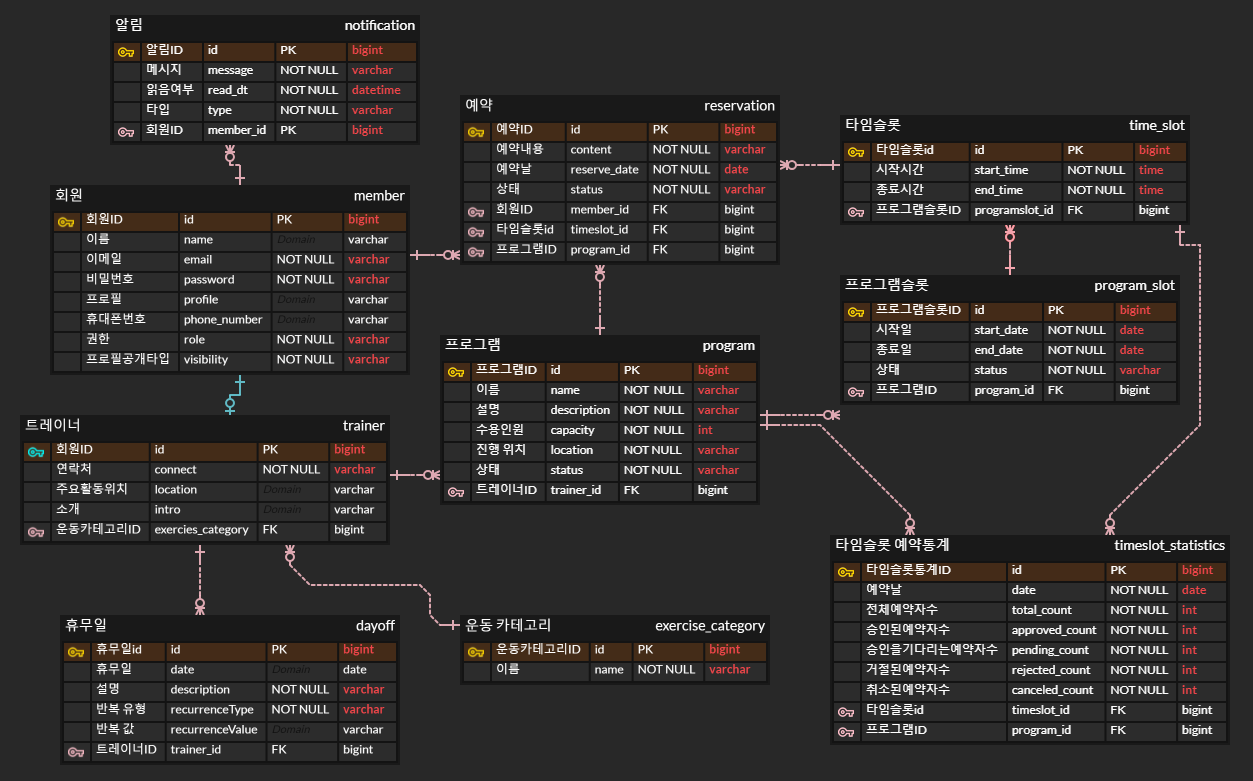 알림 notification
알림ID id PK bigint
메시지 message NOT NULL varchar
읽음여부 read_dt NOT NULL datetime
타입 type NOT NULL varchar
회원ID member_id PK bigint
예약 reservation
예약ID id PK bigint
예약내용 content NOT NULL varchar
예약날 reserve_date NOT NULL date
상태 status NOT NULL varchar
회원ID member_id FK bigint
타임슬롯id timeslot_id FK bigint
프로그램ID program_id FK bigint
타임슬롯 time_slot
타임슬롯id id PK bigint
시작시간 start_time NOT NULL time
종료시간 end_time NOT NULL time
프로그램슬롯ID programslot_id FK bigint
회원 member
회원ID id PK bigint
이름 name Domain varchar
이메일 email NOT NULL varchar
비밀번호 password NOT NULL varchar
프로필 profile Domain varchar
휴대폰번호 phone_number Domain varchar
권한 role NOT NULL varchar
프로필공개타입 visibility NOT NULL varchar
프로그램슬롯 program_slot
프로그램슬롯ID id PK bigint
시작일 start_date NOT NULL date
종료일 end_date NOT NULL date
상태 status NOT NULL varchar
프로그램ID program_id FK bigint
프로그램 program
프로그램ID id PK bigint
이름 name NOT NULL varchar
설명 description NOT NULL varchar
수용인원 capacity NOT NULL int
진행 위치 location NOT NULL varchar
상태 status NOT NULL varchar
트레이너ID trainer_id FK bigint
트레이너 trainer
회원ID id PK bigint
연락처 connect NOT NULL varchar
주요활동위치 location Domain varchar
소개 intro Domain varchar
운동카테고리ID exercies_category FK bigint
타임슬롯 예약통계 timeslot_statistics
타임슬롯통계ID id PK bigint
예약날 date NOT NULL date
전체예약자수 total_count NOT NULL int
승인된예약자수 approved_count NOT NULL int
승인을기다리는예약자수 pending_count NOT NULL int
거절된예약자수 rejected_count NOT NULL int
취소된예약자수 canceled_count NOT NULL int
타임슬롯id timeslot_id FK bigint
프로그램ID program_id FK bigint
휴무일 dayoff
휴무일id id PK bigint
휴무일 date Domain date
설명 description NOT NULL varchar
반복 유형 recurrenceType NOT NULL varchar
반복 값 recurrenceValue Domain varchar
트레이너ID trainer_id FK bigint
운동 카테고리 exercise_category
운동카테고리ID id PK bigint
이름 name NOT NULL varchar